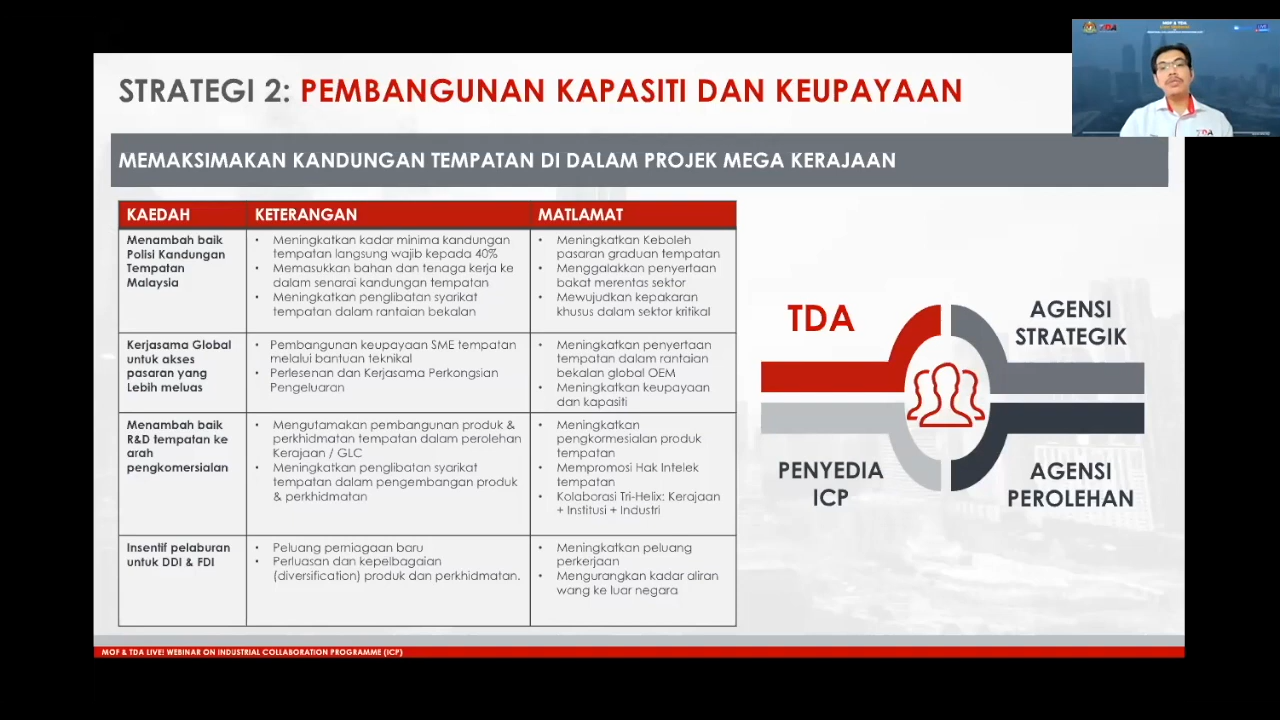 STRATEGI 2: PEMBANGUNAN KAPASITI DAN KEUPAYAAN
MEMAKSIMAKAN KANDUNGAN TEMPATAN DI DALAM PROJEK MEGA KERAJAAN
KAEDAH
KETERANGAN
MATLAMAT
Menambah baik
Polisi Kandungan
Tempatan
Malaysia
• Meningkatkan kadar minima kandungan
tempatan langsung wajib kepada 40%
• Memasukkan bahan dan tenaga kerja ke
dalam senarai kandungan tempatan
• Meningkatkan penglibatan syarikat
tempatan dalam rantaian bekalan
• Meningkatkan Keboleh
pasaran graduan tempatan
• Menggalakkan penyertaan
bakat merentas sektor
• Mewujudkan kepakaran
khusus dalam sektor kritikal
Kerjasama Global
untuk akses
pasaran yang
Lebih meluas
• Pembangunan keupayaan SME tempatan
melalui bantuan teknikal
• Perlesenan dan Kerjasama Perkongsian
Pengeluaran
• Meningkatkan penyertaan
tempatan dalam rantaian
bekalan global OEM
• Meningkatkan keupayaan
dan kapasiti
Menambah baik
R&D tempatan ke
arah
pengkomersialan
• Mengutamakan pembangunan produk &
perkhidmatan tempatan dalam perolehan
Kerajaan / GLC
• Meningkatkan penglibatan syarikat
tempatan dalam pengembangan produk
& perkhidmatan
• Meningkatkan
pengkormesialan produk
tempatan
• Mempromosi Hak Intelek
tempatan
• Kolaborasi Tri-Helix: Kerajaan
+ Institusi + Industri
Insentif pelaburan
untuk DDI & FDI
• Peluang perniagaan baru
• Perluasan dan kepelbagaian
(diversification) produk dan perkhidmatan.
• Meningkatkan peluang
perkerjaan
• Mengurangkan kadar aliran
wang ke luar negara
TDA
AGENSI
STRATEGIK
PENYEDIA
ICP
AGENSI
PEROLEHAN
MOF & TDA LIVE! WEBINAR ON INDUSTRIAL COLLABORATION PROGRAMME (ICP)